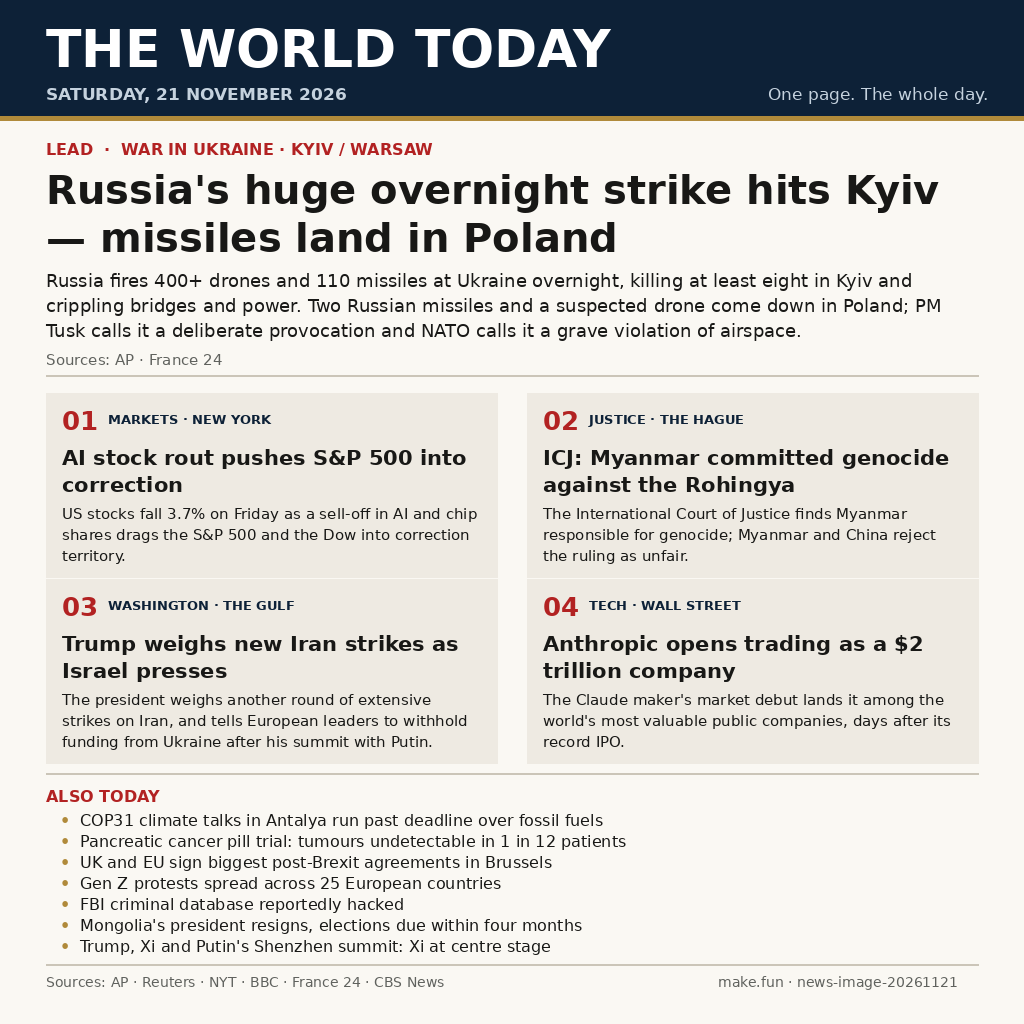 THE WORLD TODAY
SATURDAY, 21 NOVEMBER 2026
One page. The whole day.
LEAD · WAR IN UKRAINE · KYIV / WARSAW
Russia's huge overnight strike hits Kyiv
— missiles land in Poland
Russia fires 400+ drones and 110 missiles at Ukraine overnight, killing at least eight in Kyiv and
crippling bridges and power. Two Russian missiles and a suspected drone come down in Poland; PM
Tusk calls it a deliberate provocation and NATO calls it a grave violation of airspace.
Sources: AP · France 24
01 MARKETS · NEW YORK
AI stock rout pushes S&P 500 into
correction
US stocks fall 3.7% on Friday as a sell-off in AI and chip
shares drags the S&P 500 and the Dow into correction
territory.
02 JUSTICE · THE HAGUE
ICJ: Myanmar committed genocide
against the Rohingya
The International Court of Justice finds Myanmar
responsible for genocide; Myanmar and China reject
the ruling as unfair.
03 WASHINGTON · THE GULF
Trump weighs new Iran strikes as
Israel presses
The president weighs another round of extensive
strikes on Iran, and tells European leaders to withhold
funding from Ukraine after his summit with Putin.
04 TECH · WALL STREET
Anthropic opens trading as a $2
trillion company
The Claude maker's market debut lands it among the
world's most valuable public companies, days after its
record IPO.
ALSO TODAY
• COP31 climate talks in Antalya run past deadline over fossil fuels
• Pancreatic cancer pill trial: tumours undetectable in 1 in 12 patients
• UK and EU sign biggest post-Brexit agreements in Brussels
• Gen Z protests spread across 25 European countries
• FBI criminal database reportedly hacked
• Mongolia's president resigns, elections due within four months
• Trump, Xi and Putin's Shenzhen summit: Xi at centre stage
Sources: AP · Reuters · NYT · BBC · France 24 · CBS News
make.fun · news-image-20261121